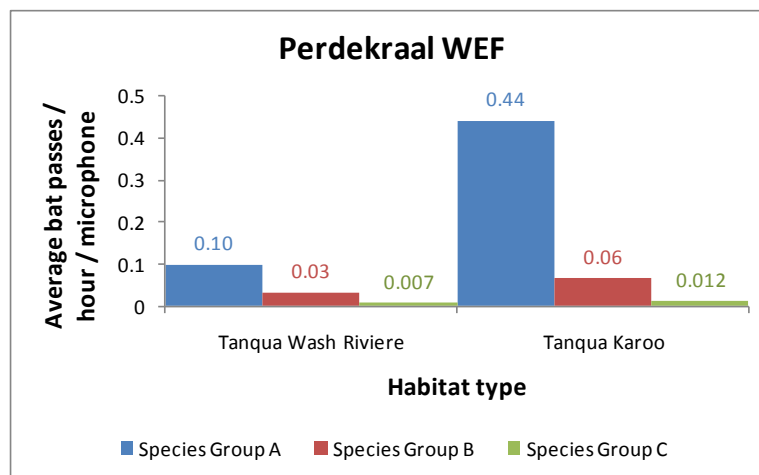 Perdekraal WEF
Average bat passes /
hour / microphone
0.5
0.4
0.3
0.2
0.1
0
0.10
0.03
0.007
0.44
0.06
0.012
Tanqua Wash Riviere
Tanqua Karoo
Habitat type
Species Group A
Species Group B
Species Group C